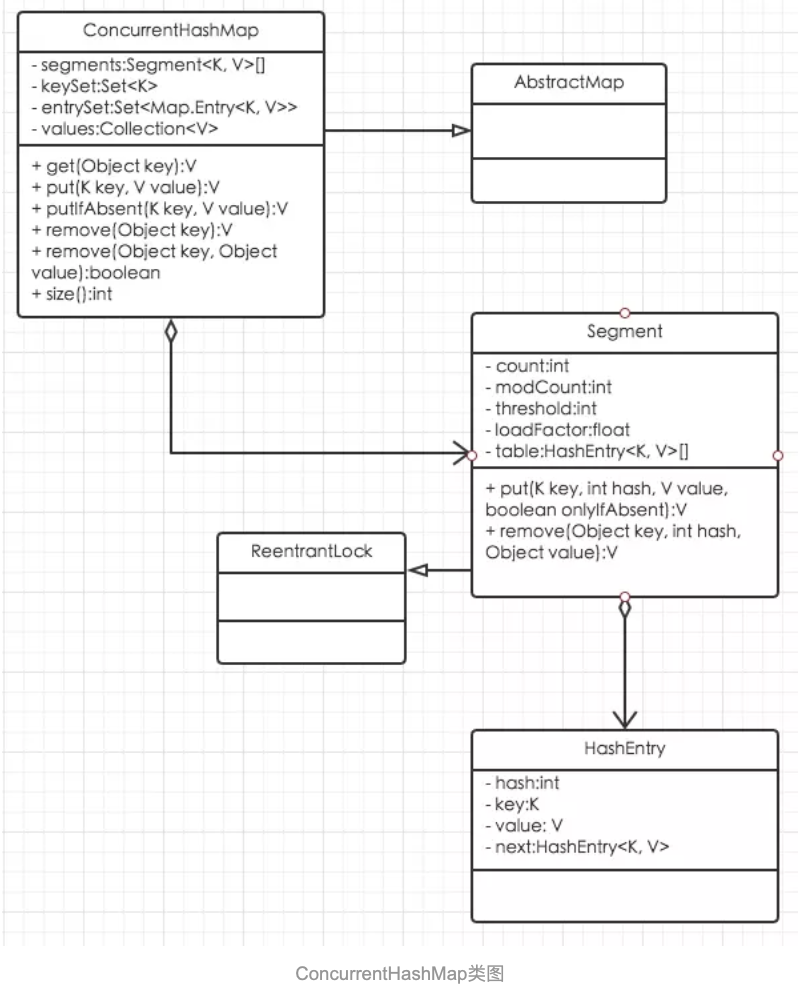 ConcurrentHashMap
- segments:Segment<K, V>[]
- keySet:Set<K>
- entrySet:Set<Map.Entry<K, V>>
- values:Collection<V>
+ get(Object key):V
+ put(K key, V value):V
+ putIfAbsent(K key, V value):V
+ remove(Object key):V
+ remove(Object key, Object
value):boolean
+ size():int
AbstractMap
Segment
- count:int
- modCount:int
- threshold:int
- loadFactor:float
- table:HashEntry<K, V>[]
+ put(K key, int hash, V value,
boolean onlyIfAbsent):V
+ remove(Object key, int hash,
Object value):V
ReentrantLock
HashEntry
- hash:int
- key:K
- value: V
- next:HashEntry<K, V>
ConcurrentHashMap类图